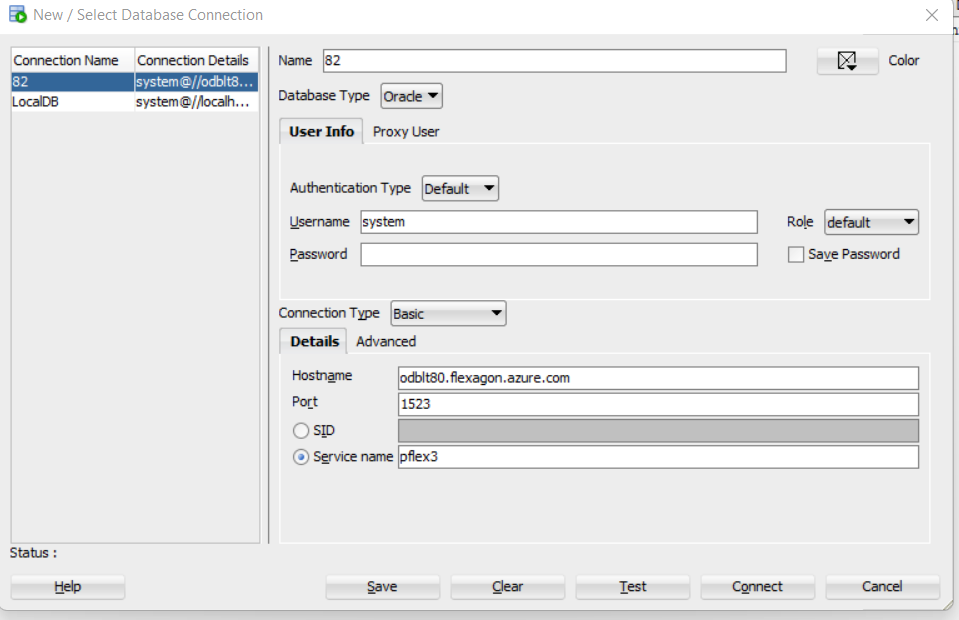 New / Select Database Connection
Connection Name Connection Details
82 system@//odblt8...
LocalDB system@//localh...
Name 82 Color
Database Type Oracle
User Info Proxy User
Authentication Type Default
Username system Role default
Password Save Password
Connection Type Basic
Details Advanced
Hostname odblt80.flexagon.azure.com
Port 1523
SID
Service name pflex3
Status :
Help Save Clear Test Connect Cancel